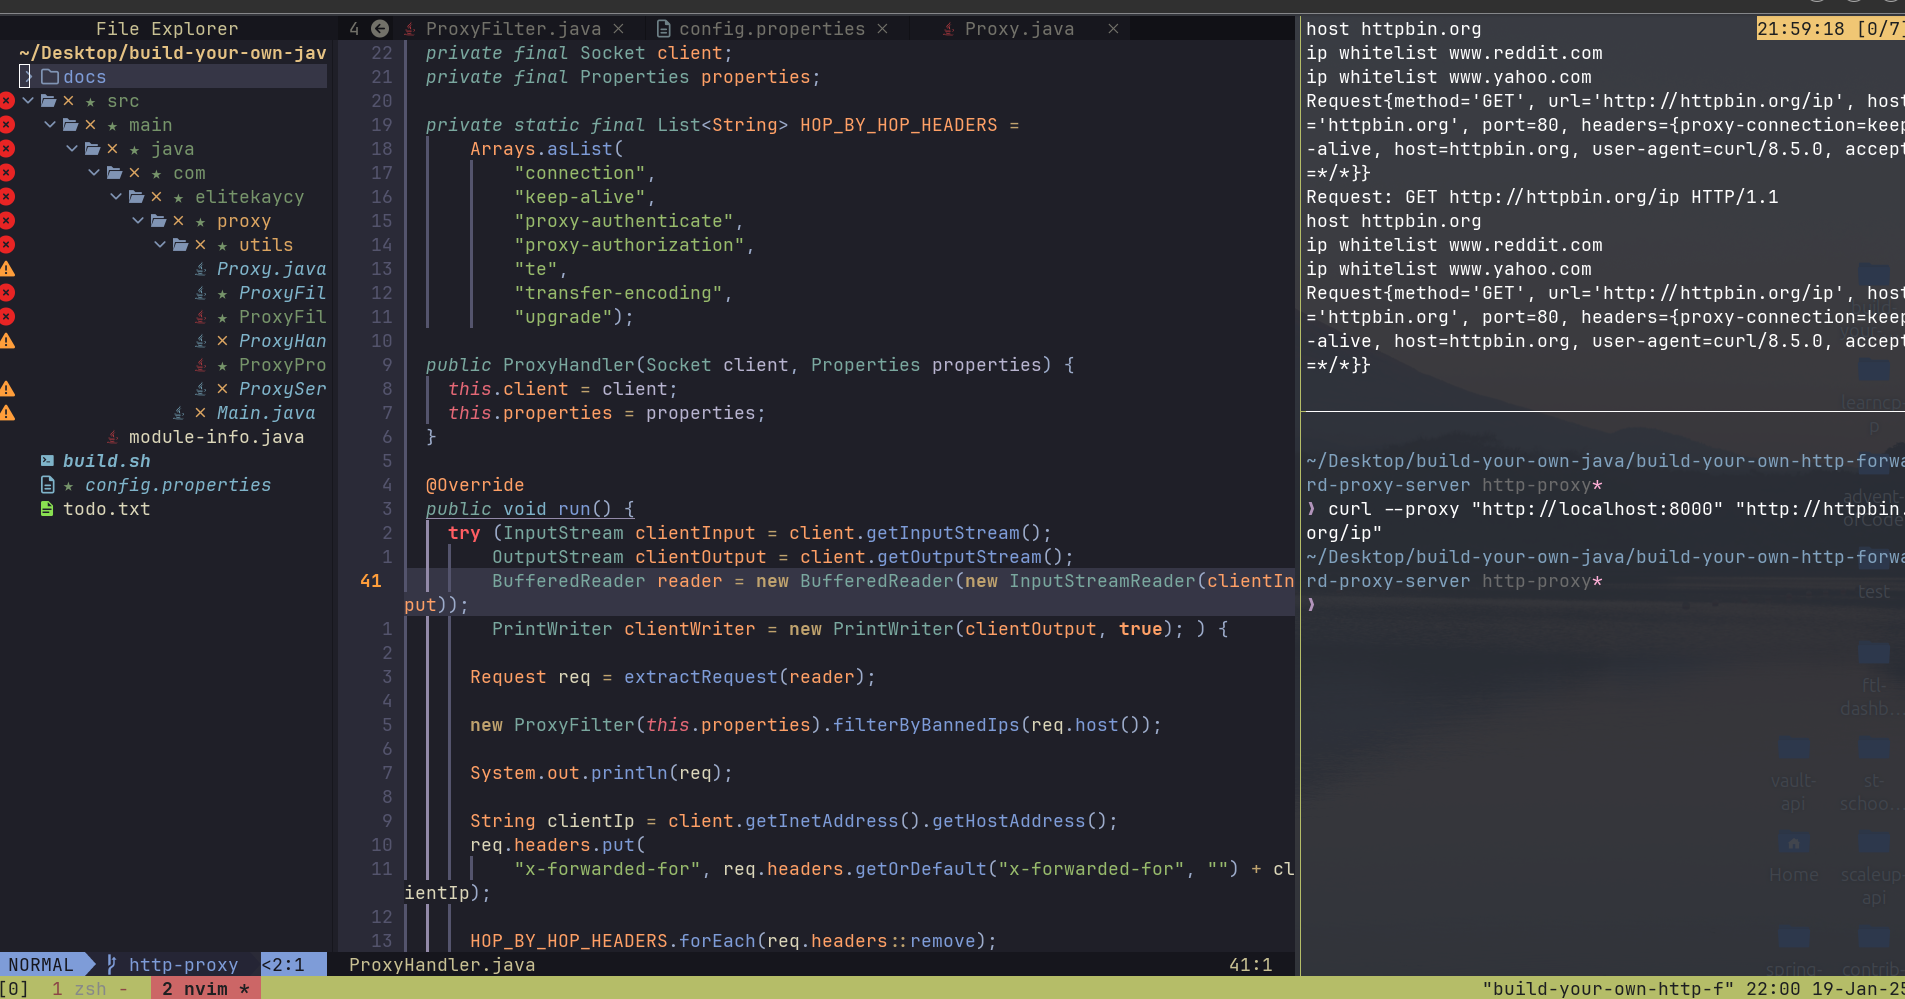 File Explorer
~/Desktop/build-your-own-jav
docs
src
main
java
com
elitekaycy
proxy
utils
Proxy.java
ProxyFil
ProxyFil
ProxyHan
ProxyPro
ProxySer
Main.java
module-info.java
build.sh
config.properties
todo.txt
4 ProxyFilter.java × config.properties × Proxy.java ×
22 private final Socket client;
21 private final Properties properties;
20
19 private static final List<String> HOP_BY_HOP_HEADERS =
18 Arrays.asList(
17 "connection",
16 "keep-alive",
15 "proxy-authenticate",
14 "proxy-authorization",
13 "te",
12 "transfer-encoding",
11 "upgrade");
10
9 public ProxyHandler(Socket client, Properties properties) {
8 this.client = client;
7 this.properties = properties;
6 }
5
4 @Override
3 public void run() {
2 try (InputStream clientInput = client.getInputStream();
1 OutputStream clientOutput = client.getOutputStream();
41 BufferedReader reader = new BufferedReader(new InputStreamReader(clientIn
put));
1 PrintWriter clientWriter = new PrintWriter(clientOutput, true); ) {
2
3 Request req = extractRequest(reader);
4
5 new ProxyFilter(this.properties).filterByBannedIps(req.host());
6
7 System.out.println(req);
8
9 String clientIp = client.getInetAddress().getHostAddress();
10 req.headers.put(
11 "x-forwarded-for", req.headers.getOrDefault("x-forwarded-for", "") + cl
ientIp);
12
13 HOP_BY_HOP_HEADERS.forEach(req.headers::remove);
NORMAL http-proxy <2:1 ProxyHandler.java 41:1
host httpbin.org 21:59:18 [0/7]
ip whitelist www.reddit.com
ip whitelist www.yahoo.com
Request{method='GET', url='http://httpbin.org/ip', host
='httpbin.org', port=80, headers={proxy-connection=keep
-alive, host=httpbin.org, user-agent=curl/8.5.0, accept
=*/*}}
Request: GET http://httpbin.org/ip HTTP/1.1
host httpbin.org
ip whitelist www.reddit.com
ip whitelist www.yahoo.com
Request{method='GET', url='http://httpbin.org/ip', host
='httpbin.org', port=80, headers={proxy-connection=keep
-alive, host=httpbin.org, user-agent=curl/8.5.0, accept
=*/*}}
~/Desktop/build-your-own-java/build-your-own-http-forwa
rd-proxy-server http-proxy*
❯ curl --proxy "http://localhost:8000" "http://httpbin.
org/ip"
~/Desktop/build-your-own-java/build-your-own-http-forwa
rd-proxy-server http-proxy*
❯
learncp
p
advent-
ofCode
test
ftl-
dashb...
vault-
api
st-
schoo...
Home
scaleup-
api
spring-
contrib-
[0] 1 zsh - 2 nvim * "build-your-own-http-f" 22:00 19-Jan-25